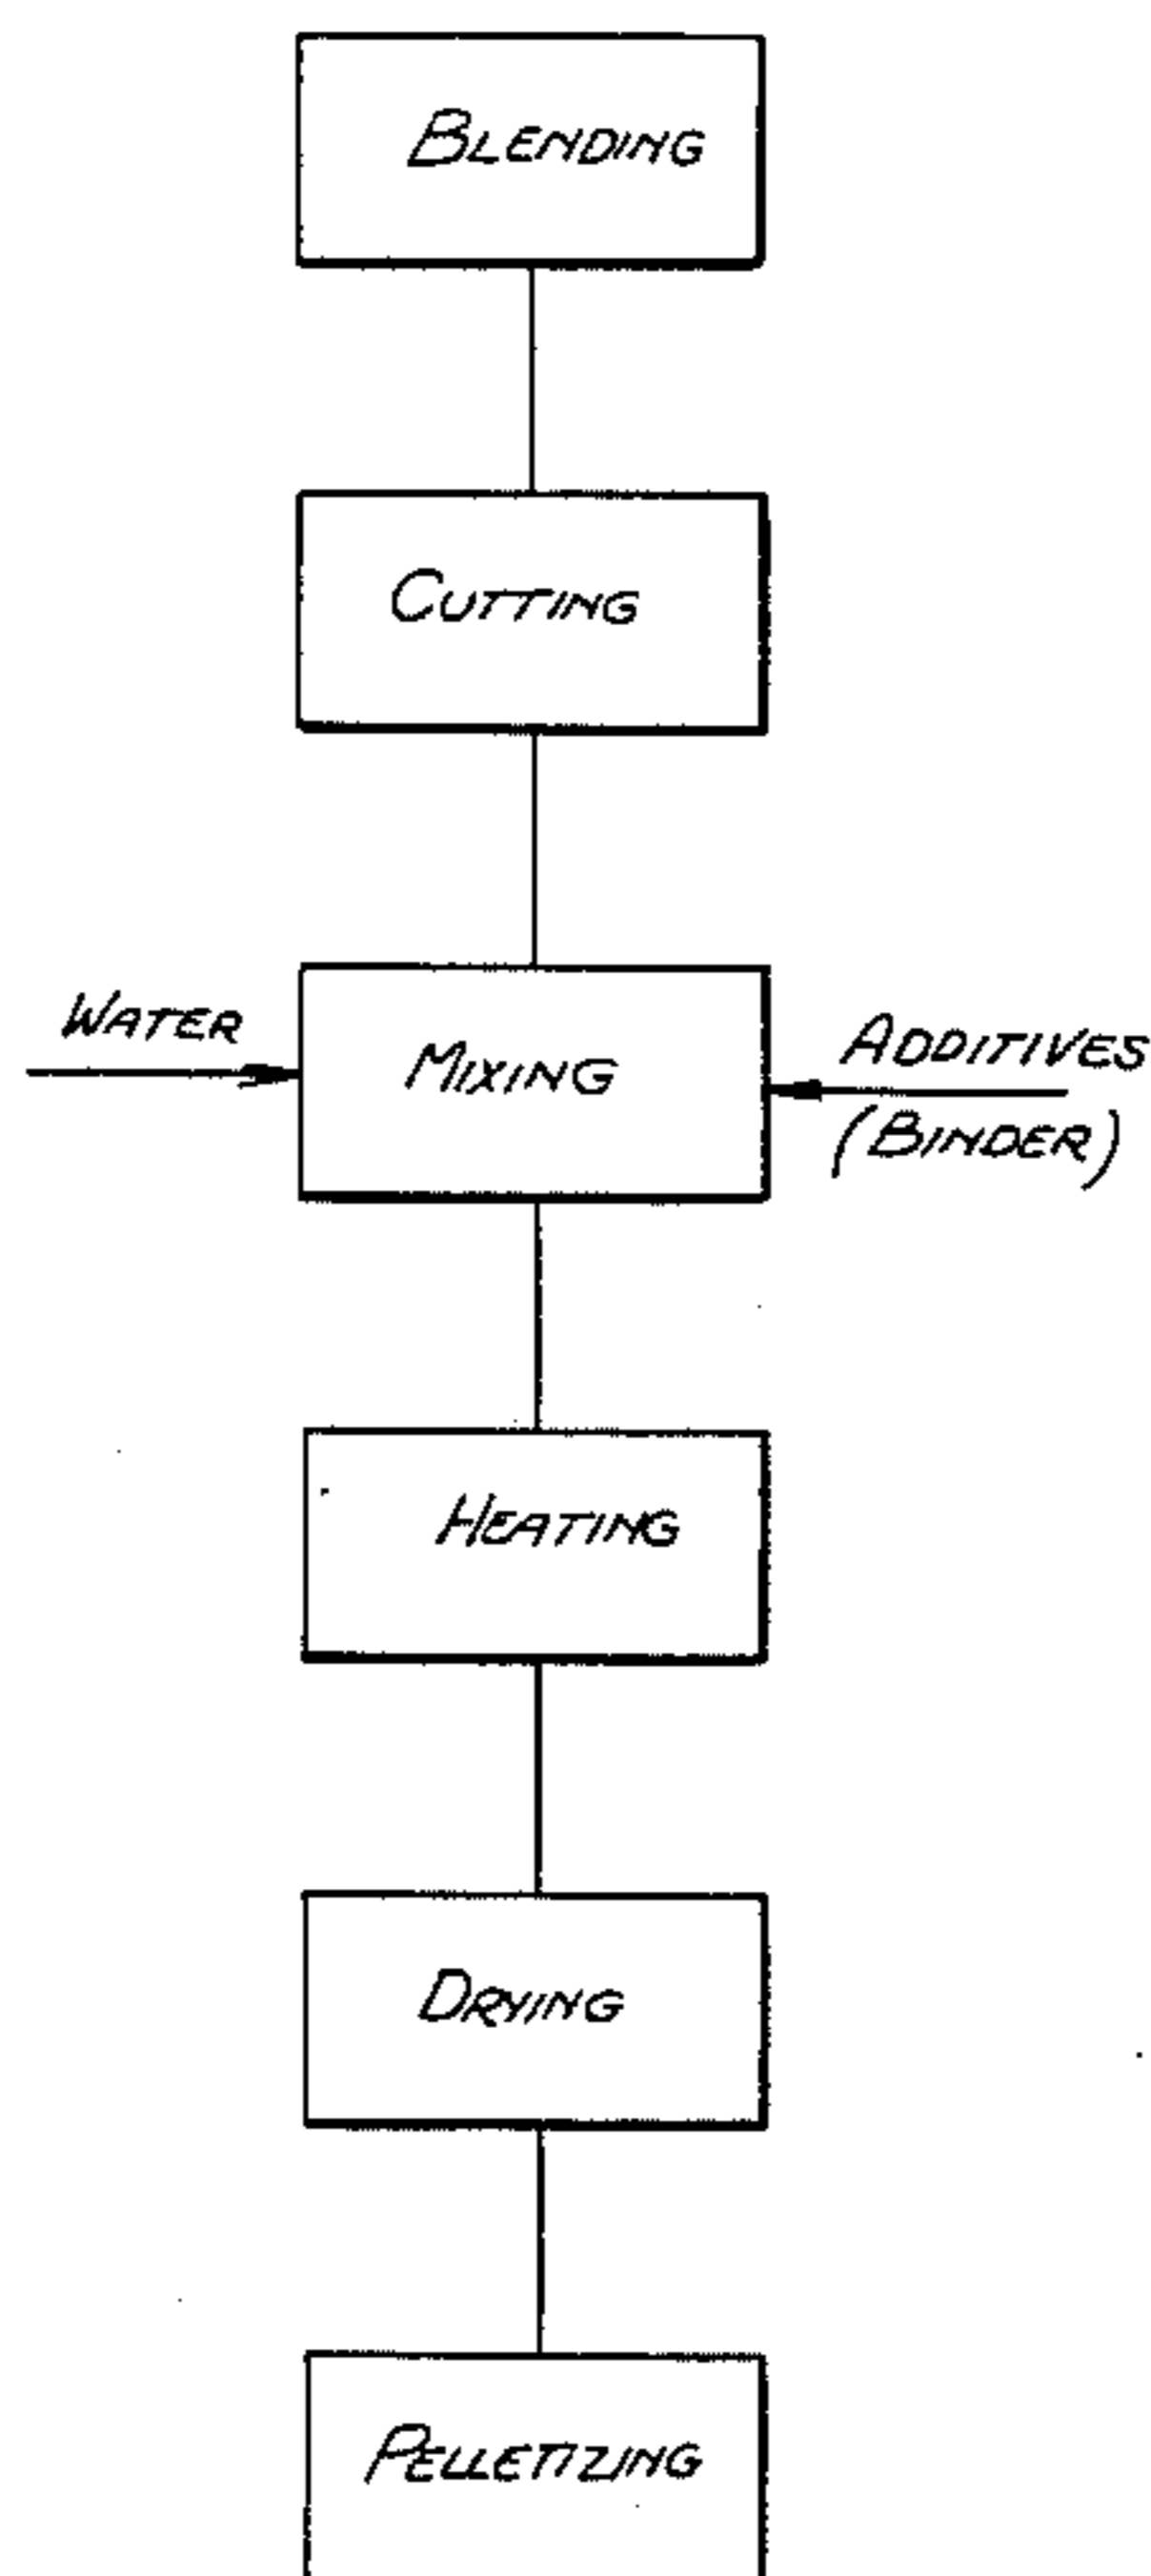 BLENDING
CUTTING
WATER
MIXING
ADDITIVES
(BINDER)
HEATING
DRYING
PELLETIZING